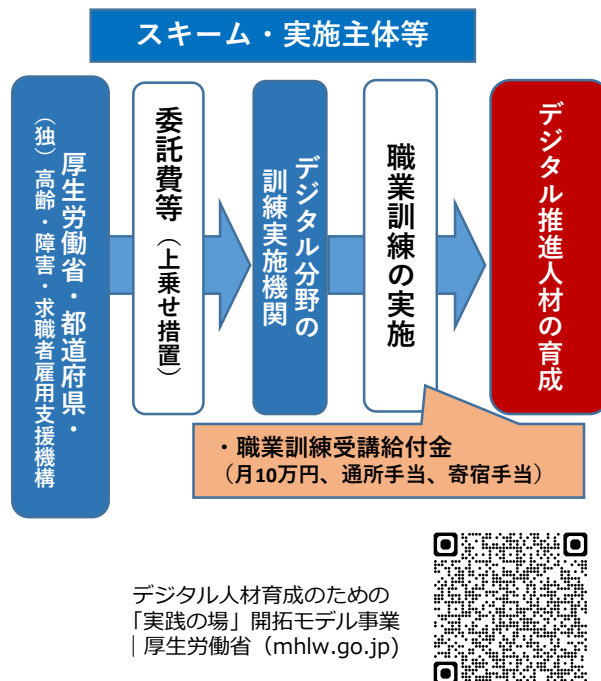 スキーム・実施主体等
厚生労働省・都道府県・
（独）高齢・障害・求職者雇用支援機構
委託費等（上乗せ措置）
デジタル分野の
訓練実施機関
職業訓練の実施
デジタル推進人材の育成
・職業訓練受講給付金
（月10万円、通所手当、寄宿手当）
デジタル人材育成のための
「実践の場」開拓モデル事業
｜厚生労働省（mhlw.go.jp)